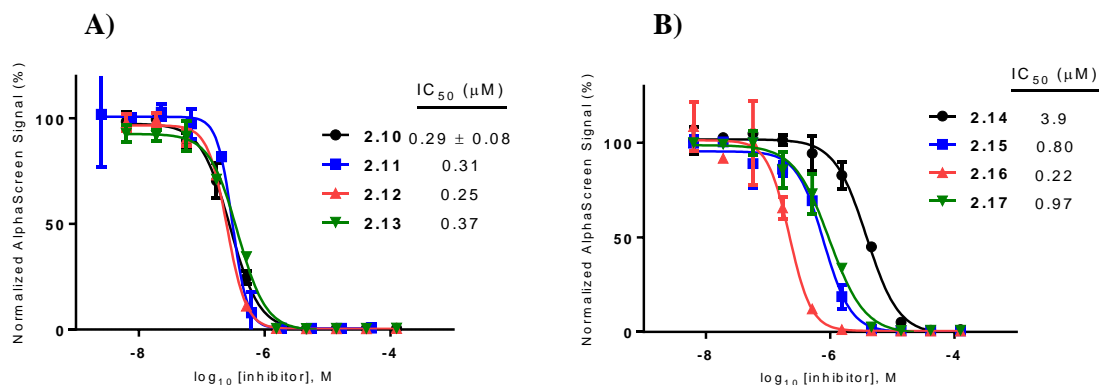 A)
Normalized AlphaScreen Signal (%)
100
50
0
-8 -6 -4
log10 [inhibitor], M
IC50 (μM)
2.10 0.29 ± 0.08
2.11 0.31
2.12 0.25
2.13 0.37
B)
Normalized AlphaScreen Signal (%)
100
50
0
-8 -6 -4
log10 [inhibitor], M
IC50 (μM)
2.14 3.9
2.15 0.80
2.16 0.22
2.17 0.97